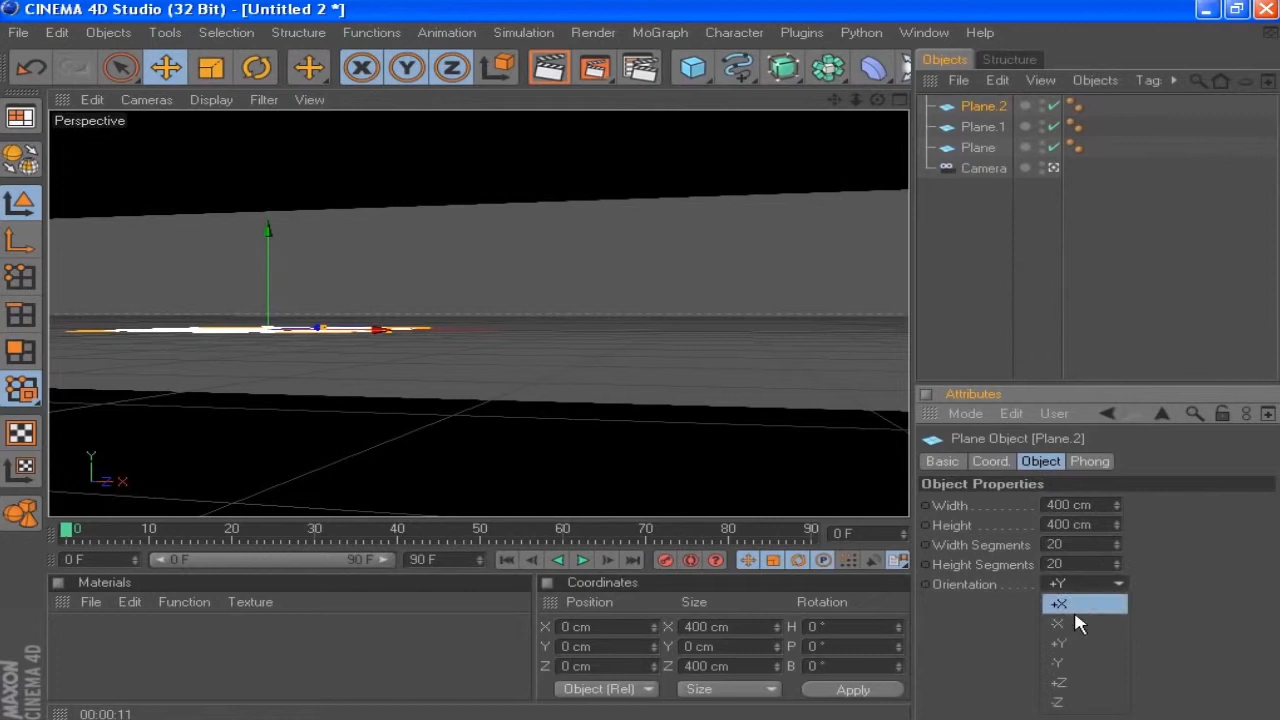 CINEMA 4D Studio (32 Bit) - [Untitled 2 *]
File Edit Objects Tools Selection Structure Functions Animation Simulation Render MoGraph Character Plugins Python Window Help
X Y Z
Objects Structure
File Edit View Objects Tag
Edit Cameras Display Filter View
Perspective
Plane.2
Plane.1
Plane
Camera
Attributes
Mode Edit User
Plane Object [Plane.2]
Basic Coord. Object Phong
Object Properties
Width 400 cm
Height 400 cm
Width Segments 20
Height Segments 20
Orientation +Y
+X
-X
+Y
-Y
+Z
-Z
Y
Z X
0 10 20 30 40 50 60 70 80 90 0 F
0 F 0 F 90 F 90 F
Materials
File Edit Function Texture
Coordinates
Position Size Rotation
X 0 cm X 400 cm H 0 °
Y 0 cm Y 0 cm P 0 °
Z 0 cm Z 400 cm B 0 °
Object (Rel) Size Apply
MAXON
CINEMA 4D
00:00:11